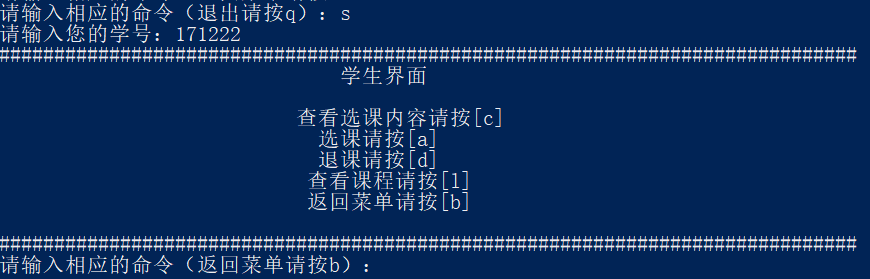 请输入相应的命令（退出请按q）：s
请输入您的学号：171222
##############################################################################
学生界面
查看选课内容请按[c]
选课请按[a]
退课请按[d]
查看课程请按[l]
返回菜单请按[b]
##############################################################################
请输入相应的命令（返回菜单请按b）：